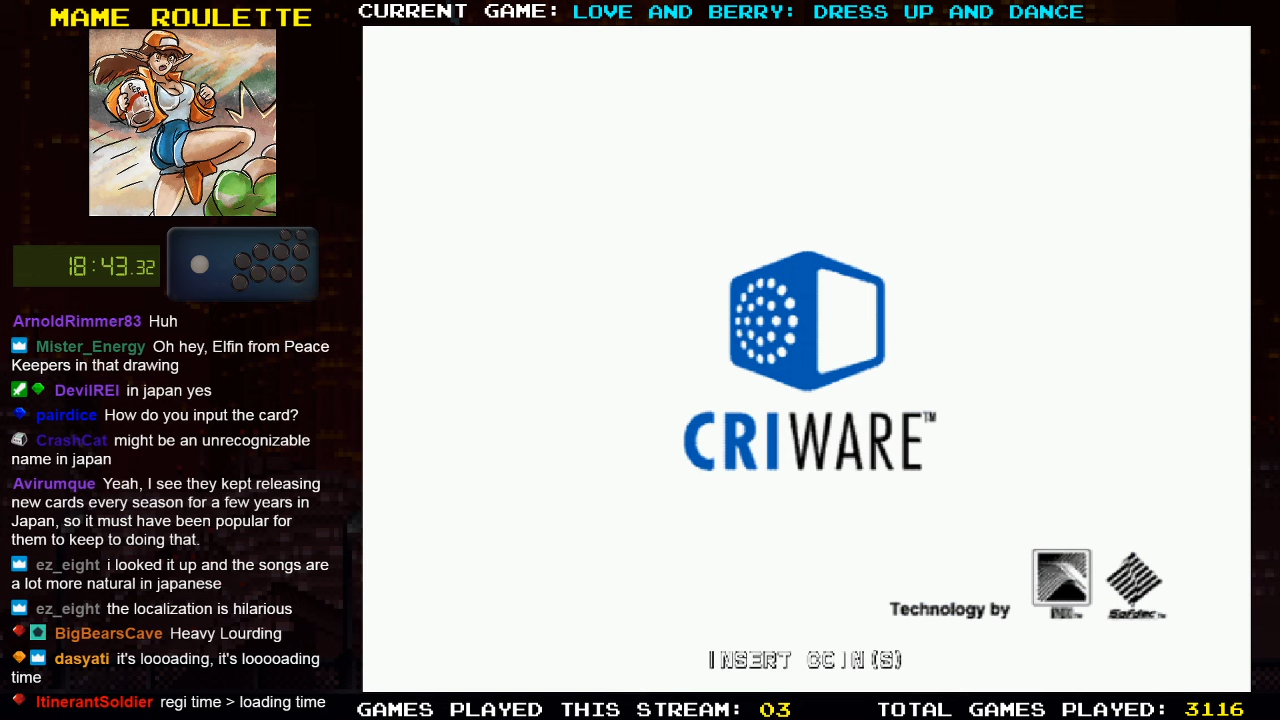 MAME ROULETTE
CURRENT GAME: LOVE AND BERRY: DRESS UP AND DANCE
18:43.32
ArnoldRimmer83 Huh
Mister_Energy Oh hey, Elfin from Peace
Keepers in that drawing
DevilREI in japan yes
pairdice How do you input the card?
CrashCat might be an unrecognizable
name in japan
Avirumque Yeah, I see they kept releasing
new cards every season for a few years in
Japan, so it must have been popular for
them to keep to doing that.
ez_eight i looked it up and the songs are
a lot more natural in japanese
ez_eight the localization is hilarious
BigBearsCave Heavy Lourding
dasyati it's loooading, it's looooading
time
ItinerantSoldier regi time > loading time
CRIWARE™
Technology by
Sofdec™
INSERT COIN(S)
GAMES PLAYED THIS STREAM: 03
TOTAL GAMES PLAYED: 3116